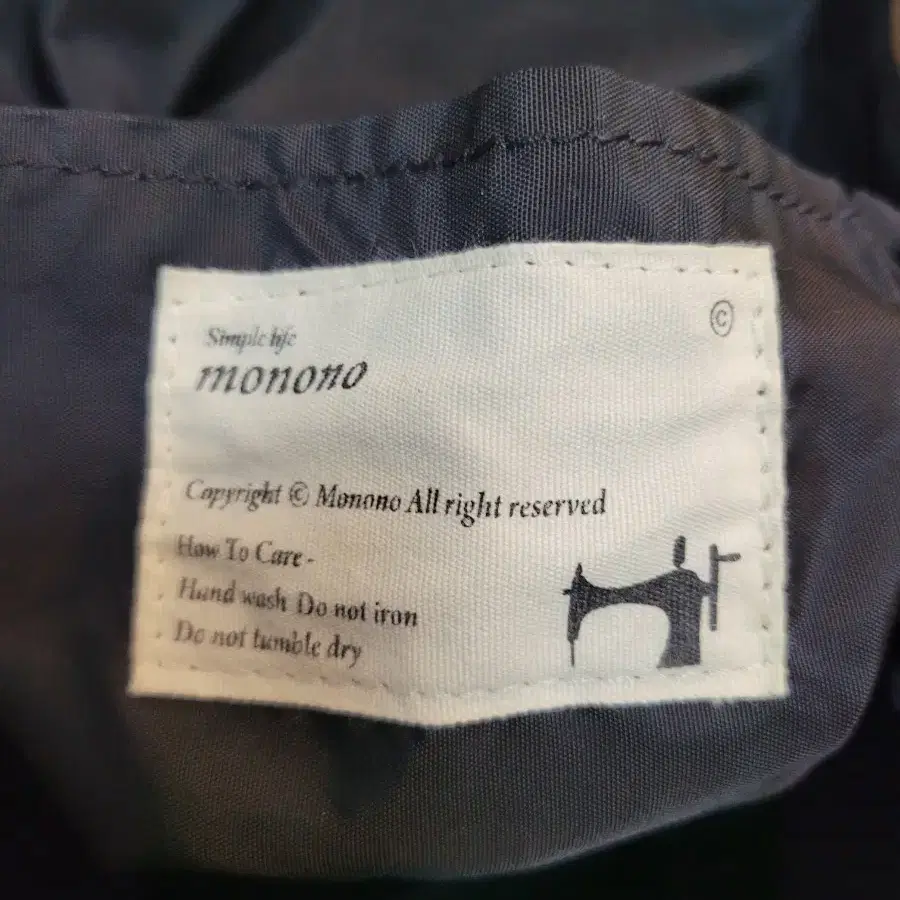 ©
Simple life
monono
Copyright © Monono All right reserved
How To Care -
Hand wash Do not iron
Do not tumble dry